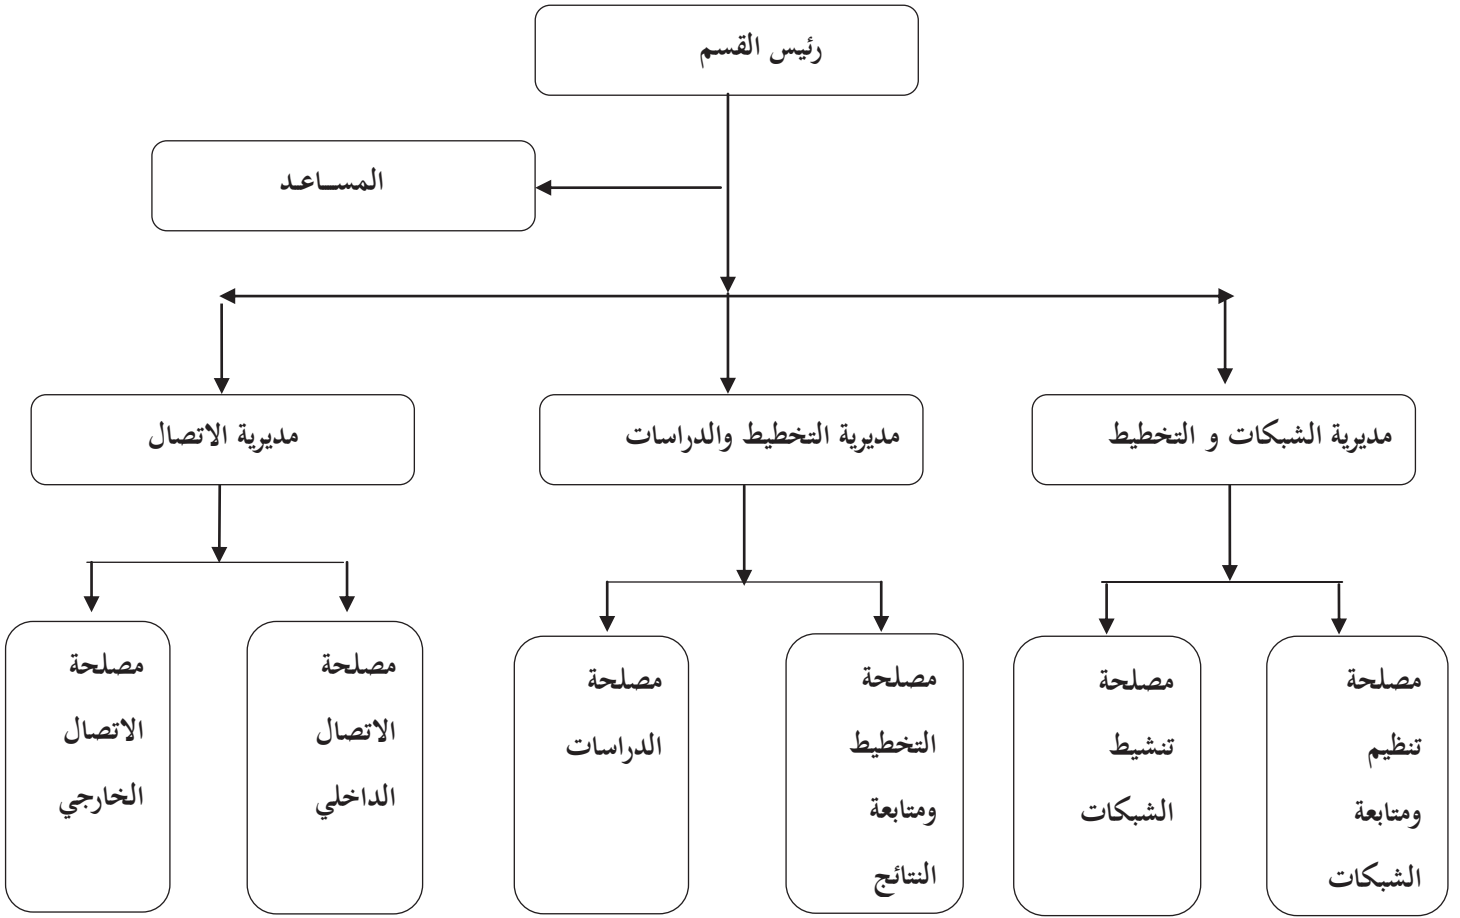 رئيس القسم
المساعد
مديرية الشبكات و التخطيط
مديرية التخطيط والدراسات
مديرية الاتصال
مصلحة
تنظيم
ومتابعة
الشبكات
مصلحة
تنشيط
الشبكات
مصلحة
التخطيط
ومتابعة
النتائج
مصلحة
الدراسات
مصلحة
الاتصال
الداخلي
مصلحة
الاتصال
الخارجي